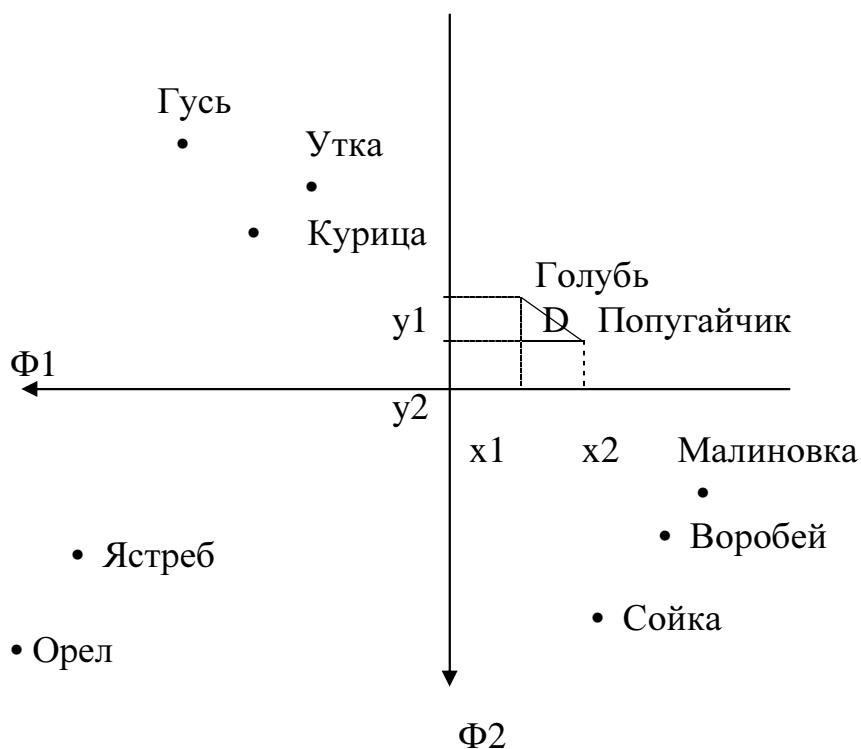 Гусь
Утка
Курица
Голубь
y1 D Попугайчик
Ф1
y2
x1 x2 Малиновка
Воробей
Ястреб
Сойка
Орел
Ф2